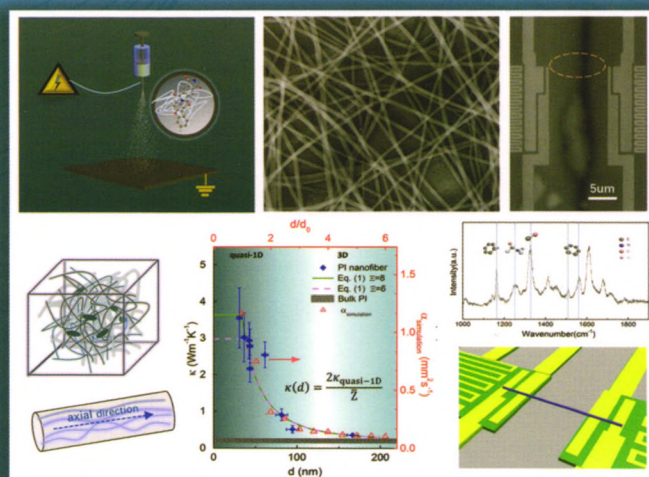 5um
d/d₀
0 2 4 6
quasi-1D
3D
PI nanofiber
Eq. (1) Ξ=8
Eq. (1) Ξ=6
Bulk PI
α simulation
κ (Wm⁻¹K⁻¹)
5
4
3
2
1
0
α simulation (mm²s⁻¹)
1.5
1.0
0.5
0.0
κ(d) = 2κquasi-1D / Z̄
0 50 100 150 200
d (nm)
axial direction
Intensity(a.u.)
1000 1200 1400 1600 1800
Wavenumber(cm⁻¹)